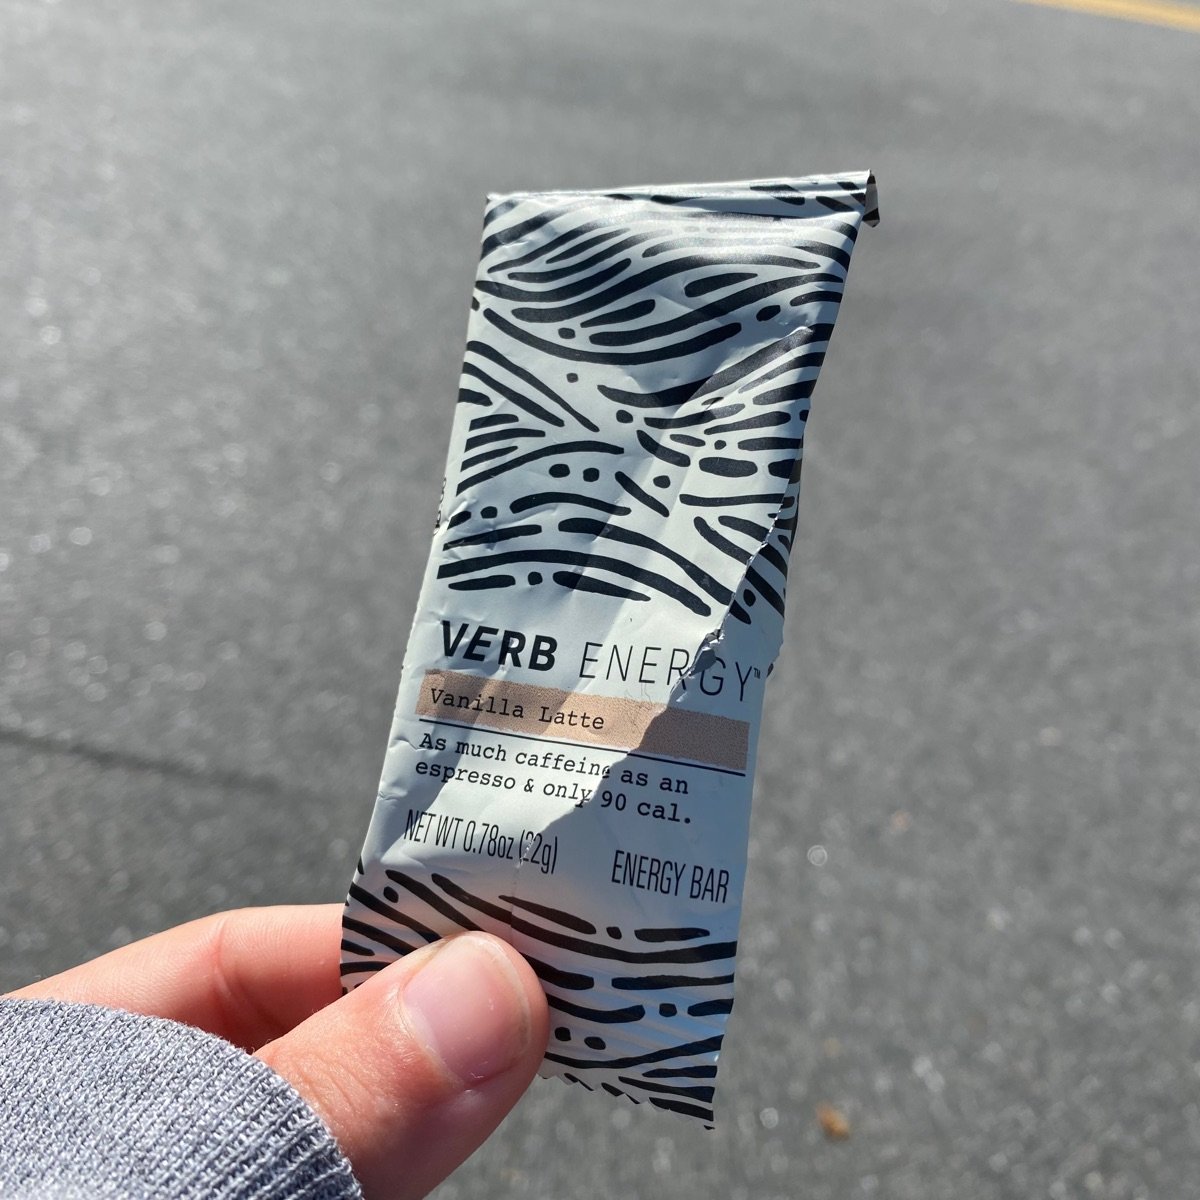 VERB ENERGY™
Vanilla Latte
As much caffeine as an
espresso & only 90 cal.
NET WT 0.78oz (22g)
ENERGY BAR